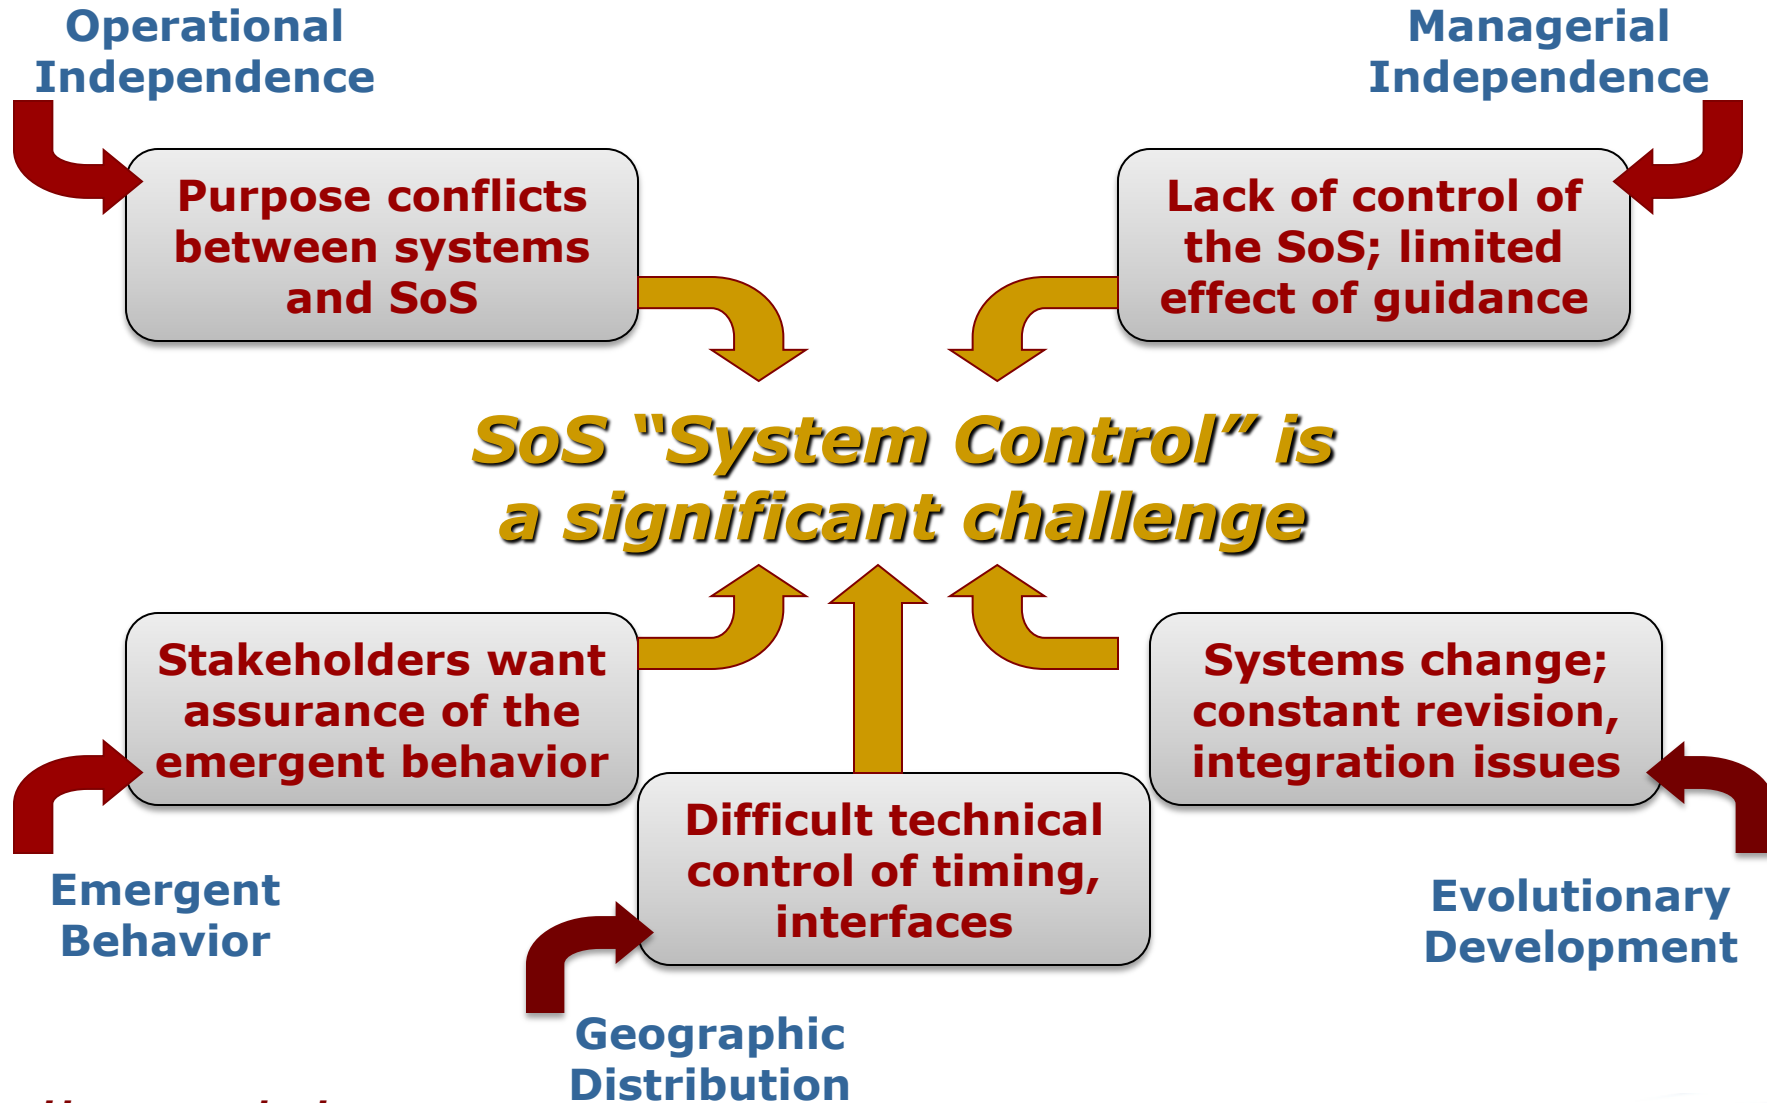 Operational
Independence
Managerial
Independence
Purpose conflicts
between systems
and SoS
Lack of control of
the SoS; limited
effect of guidance
SoS “System Control” is
a significant challenge
Stakeholders want
assurance of the
emergent behavior
Systems change;
constant revision,
integration issues
Difficult technical
control of timing,
interfaces
Emergent
Behavior
Evolutionary
Development
Geographic
Distribution